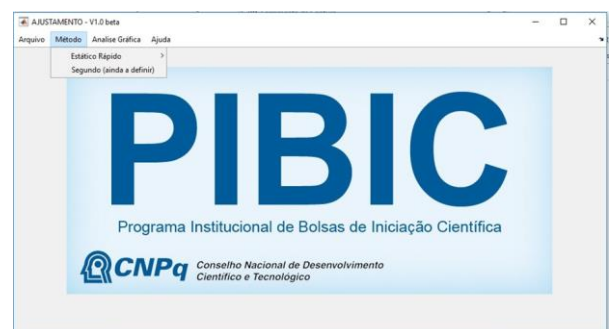 AJUSTAMENTO - V1.0 beta
Arquivo Método Analise Gráfica Ajuda
Estático Rápido
Segundo (ainda a definir)
PIBIC
Programa Institucional de Bolsas de Iniciação Científica
CNPq Conselho Nacional de Desenvolvimento
Científico e Tecnológico